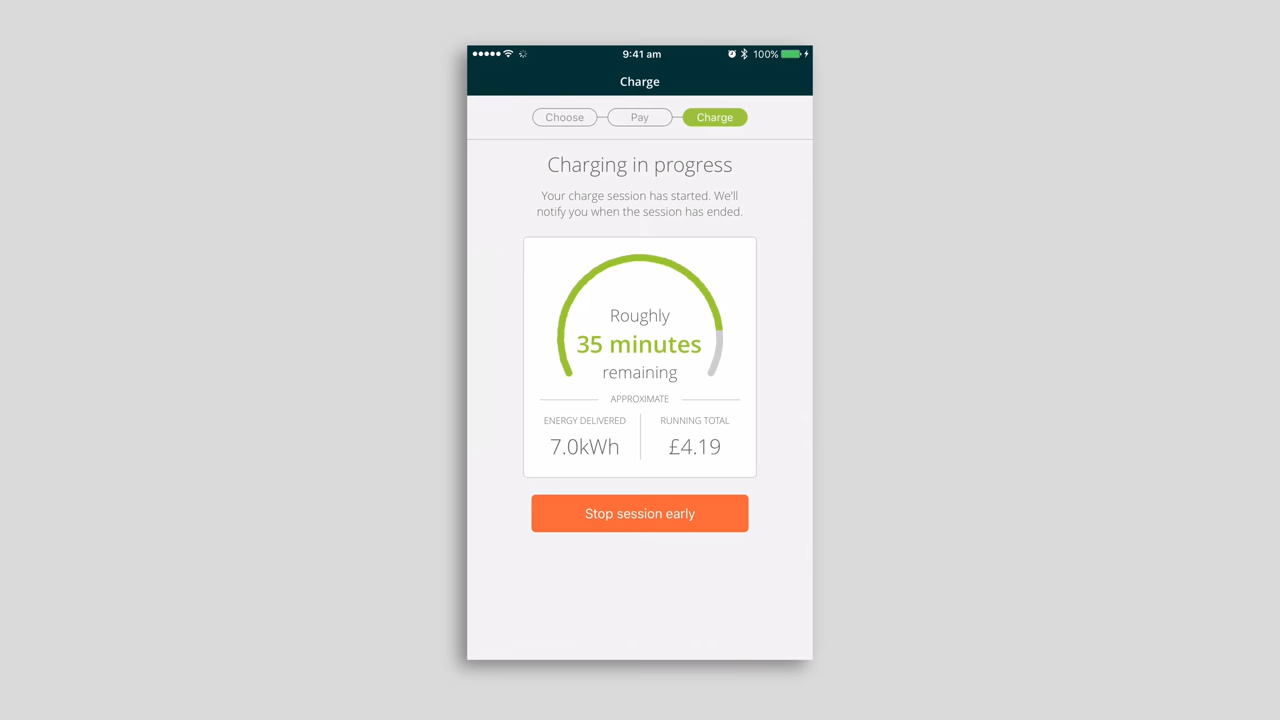 9:41 am
100%
Charge
Choose
Pay
Charge
Charging in progress
Your charge session has started. We'll
notify you when the session has ended.
Roughly
35 minutes
remaining
APPROXIMATE
ENERGY DELIVERED
RUNNING TOTAL
7.0kWh
£4.19
Stop session early